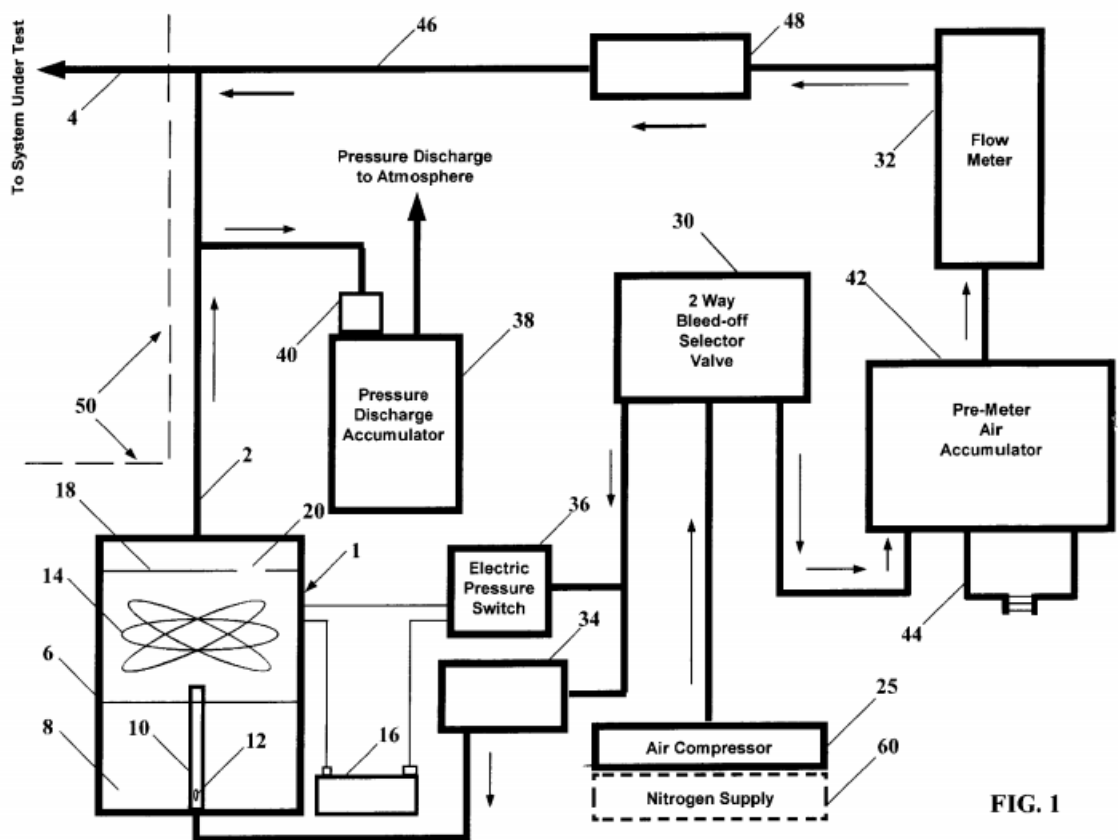 46
48
4
To System Under Test
32
Flow
Meter
Pressure Discharge
to Atmosphere
30
2 Way
Bleed-off
Selector
Valve
42
40
38
Pressure
Discharge
Accumulator
Pre-Meter
Air
Accumulator
50
2
18
20
1
36
Electric
Pressure
Switch
14
34
44
6
25
Air Compressor
60
10
12
16
8
Nitrogen Supply
FIG. 1